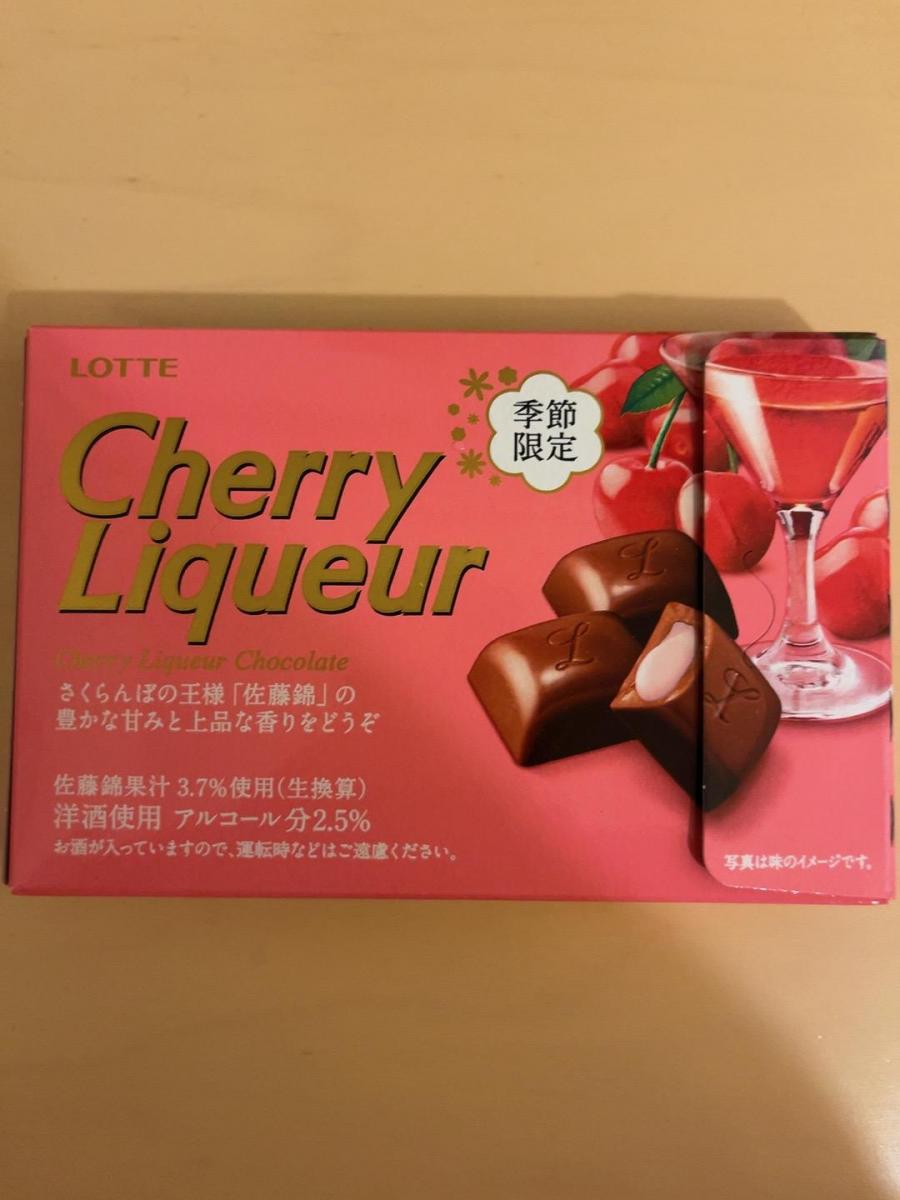 LOTTE
季節
限定
Cherry
Liqueur
Cherry Liqueur Chocolate
さくらんぼの王様「佐藤錦」の
豊かな甘みと上品な香りをどうぞ
佐藤錦果汁 3.7%使用(生換算)
洋酒使用 アルコール分2.5%
お酒が入っていますので、運転時などはご遠慮ください。
写真は味のイメージです。
L
L
L